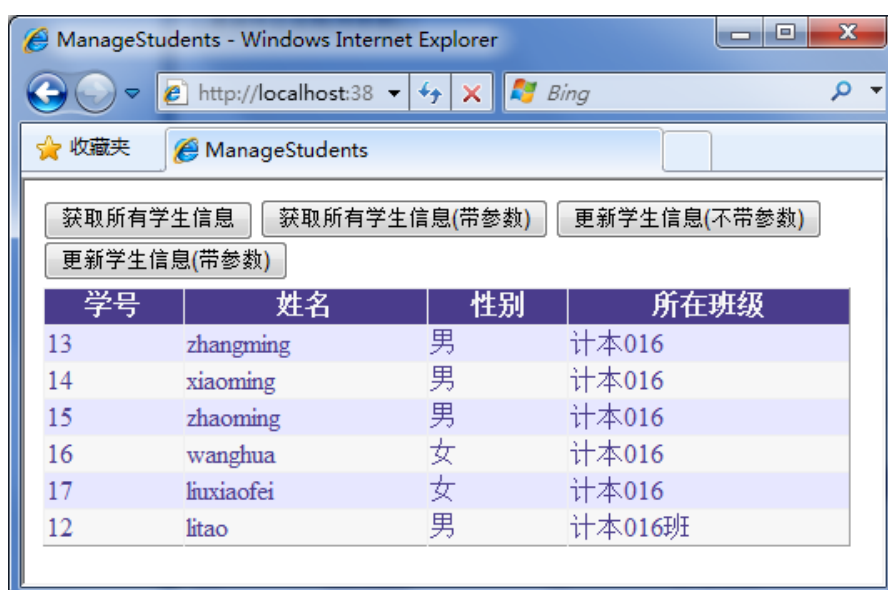 ManageStudents - Windows Internet Explorer
http://localhost:38 Bing
收藏夹 ManageStudents
获取所有学生信息 获取所有学生信息(带参数) 更新学生信息(不带参数)
更新学生信息(带参数)
学号 姓名 性别 所在班级
13 zhangming 男 计本016
14 xiaoming 男 计本016
15 zhaoming 男 计本016
16 wanghua 女 计本016
17 liuxiaofei 女 计本016
12 litao 男 计本016班